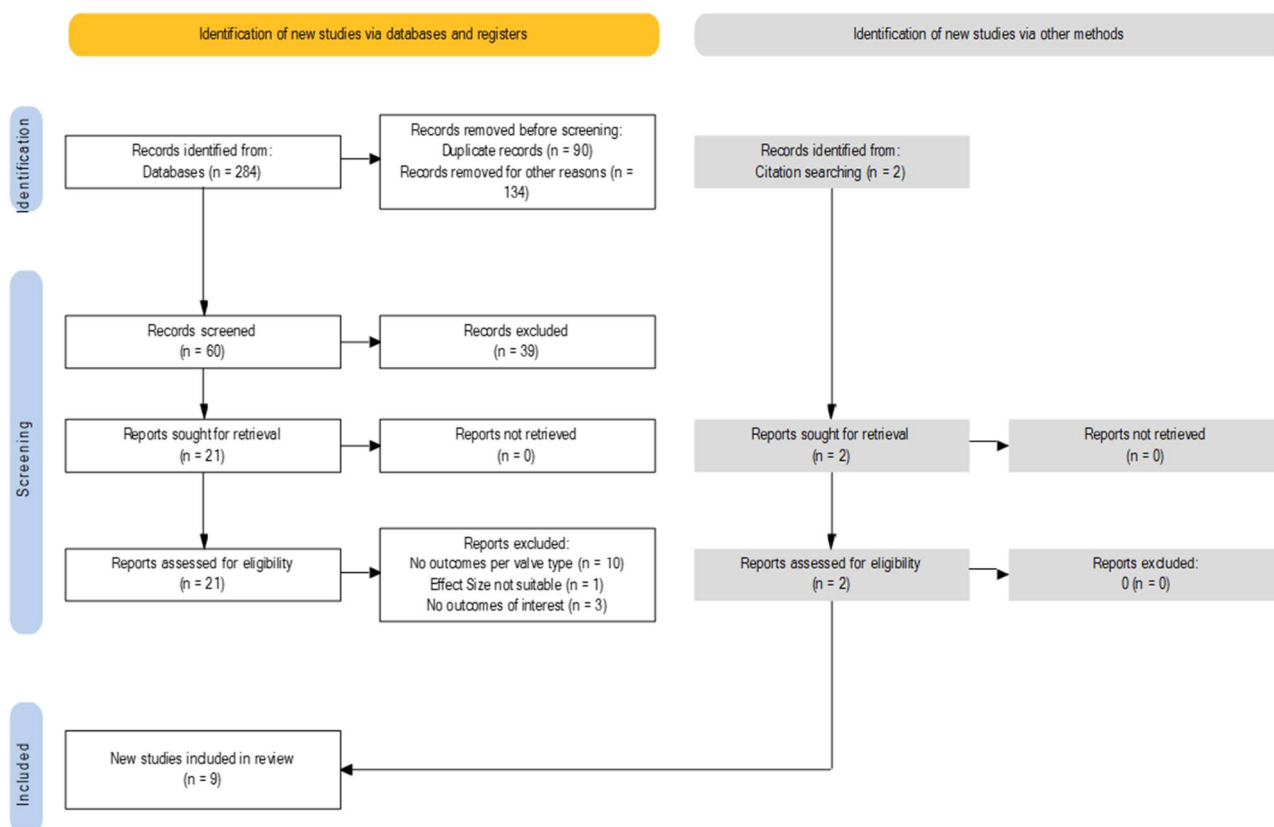 Identification of new studies via databases and registers
Identification of new studies via other methods
Identification
Records identified from:
Databases (n = 284)
Records removed before screening:
Duplicate records (n = 90)
Records removed for other reasons (n =
134)
Records identified from:
Citation searching (n = 2)
Screening
Records screened
(n = 60)
Records excluded
(n = 39)
Reports sought for retrieval
(n = 21)
Reports not retrieved
(n = 0)
Reports sought for retrieval
(n = 2)
Reports not retrieved
(n = 0)
Reports assessed for eligibility
(n = 21)
Reports excluded:
No outcomes per valve type (n = 10)
Effect Size not suitable (n = 1)
No outcomes of interest (n = 3)
Reports assessed for eligibility
(n = 2)
Reports excluded:
0 (n = 0)
Included
New studies included in review
(n = 9)